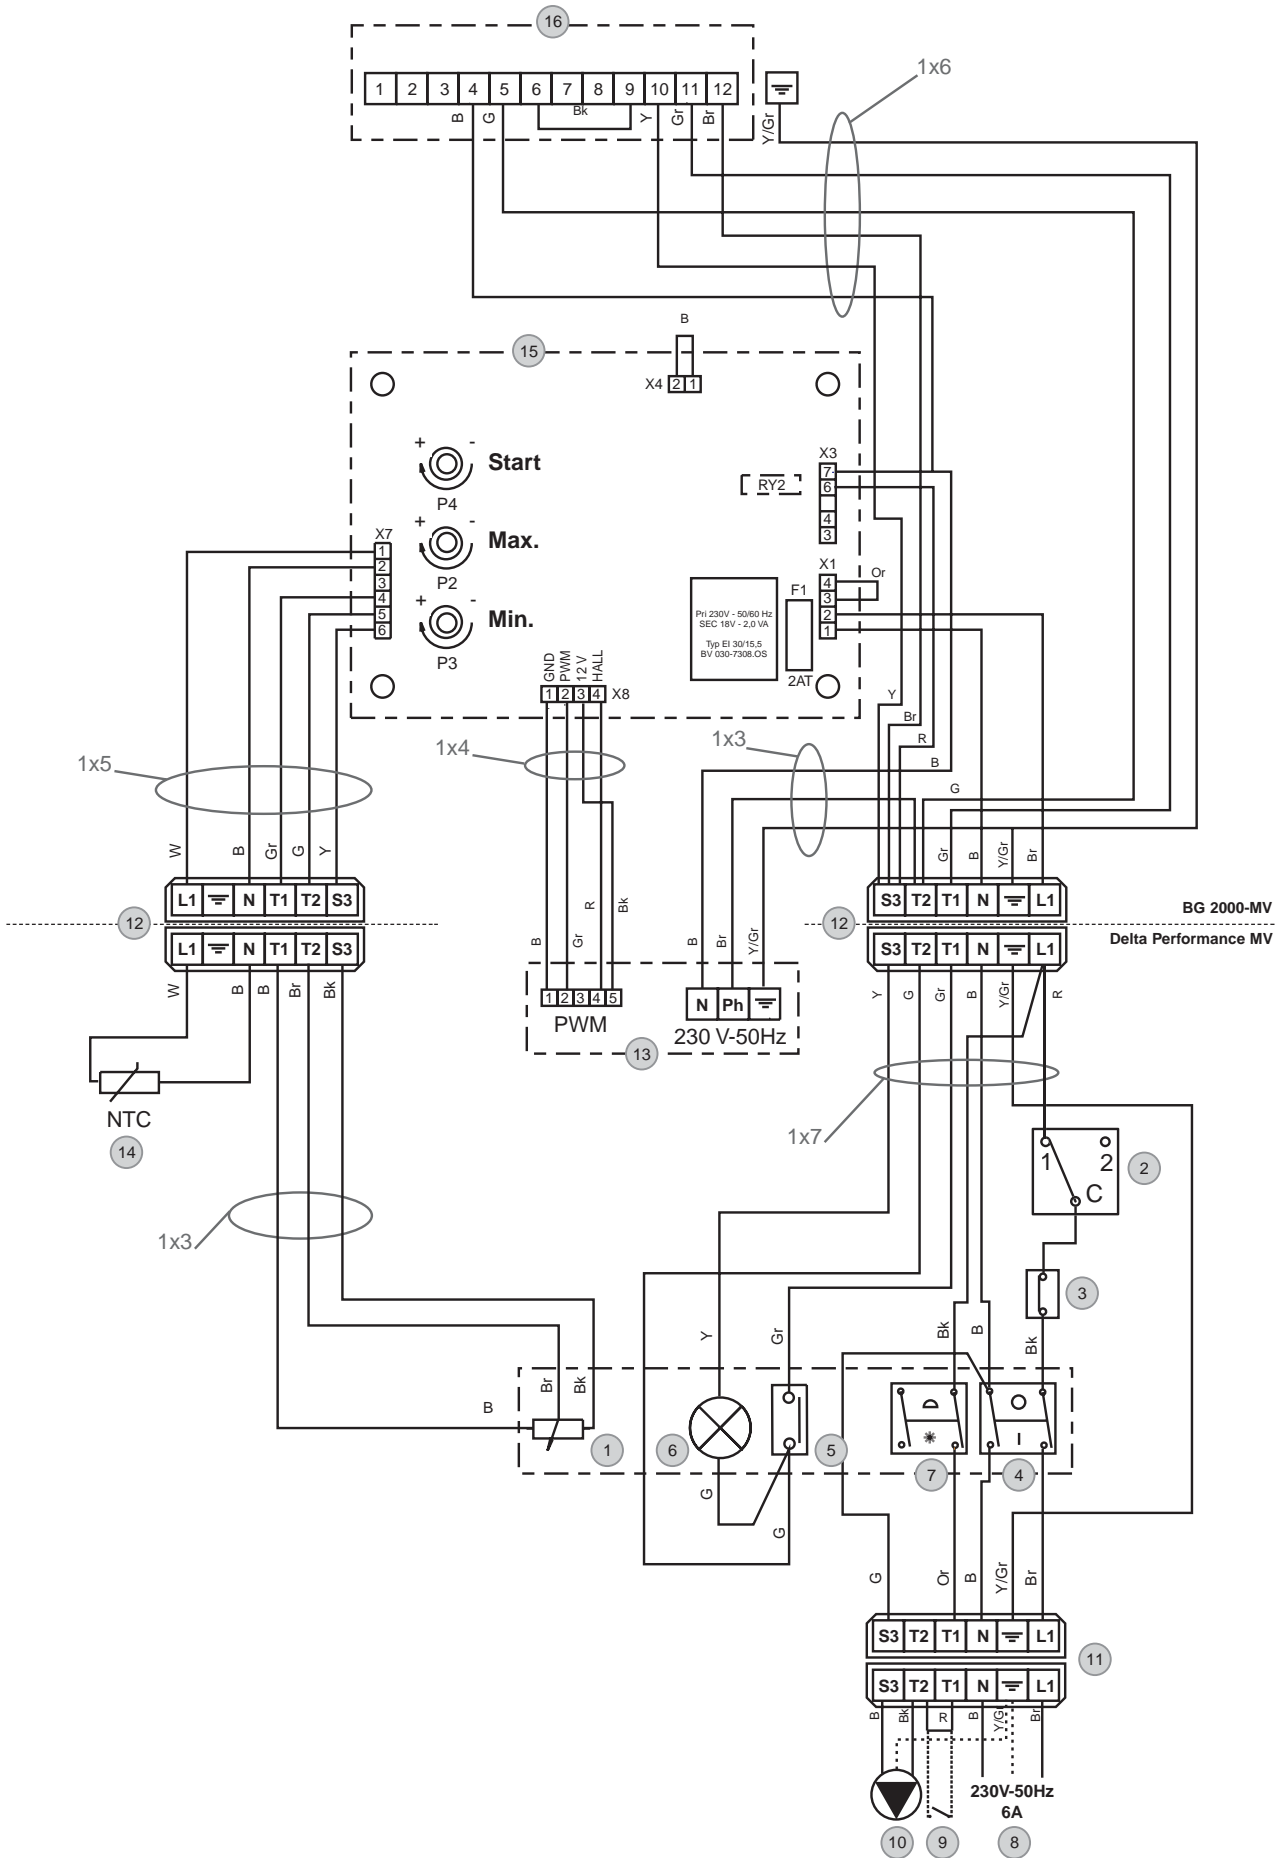 16
1 2 3 4 5 6 7 8 9 10 11 12
B G Bk Y Gr Br Y/Gr
1x6
15
B
X4 2 1
+ -
Start
P4
+ -
Max.
P2
+ -
Min.
P3
X7
1
2
3
4
5
6
RY2
X3
7
6
4
3
X1
4
3
2
1
Or
F1
2AT
Pri 230V - 50/60 Hz
SEC 18V - 2,0 VA
Typ EI 30/15,5
BV 030-7308.OS
GND PWM 12 V HALL
1 2 3 4 X8
Y
Br
R
B
G
1x5
1x4
1x3
W B Gr G Y
Gr B Y/Gr Br
L1 N T1 T2 S3
S3 T2 T1 N L1
12
12
BG 2000-MV
Delta Performance MV
L1 N T1 T2 S3
S3 T2 T1 N L1
W B B Br Bk
B Gr R Bk
B Br Y/Gr
Y G Gr B Y/Gr R
1 2 3 4 5
PWM
N Ph
230 V-50Hz
13
NTC
14
1x7
1 2
C
2
1x3
3
Y Gr Bk B Bk
Br Bk
B
1
6
5
7
I
4
G
G
G Or B Y/Gr Br
S3 T2 T1 N L1
11
S3 T2 T1 N L1
B Bk R B Y/Gr Br
230V-50Hz
6A
10 9 8